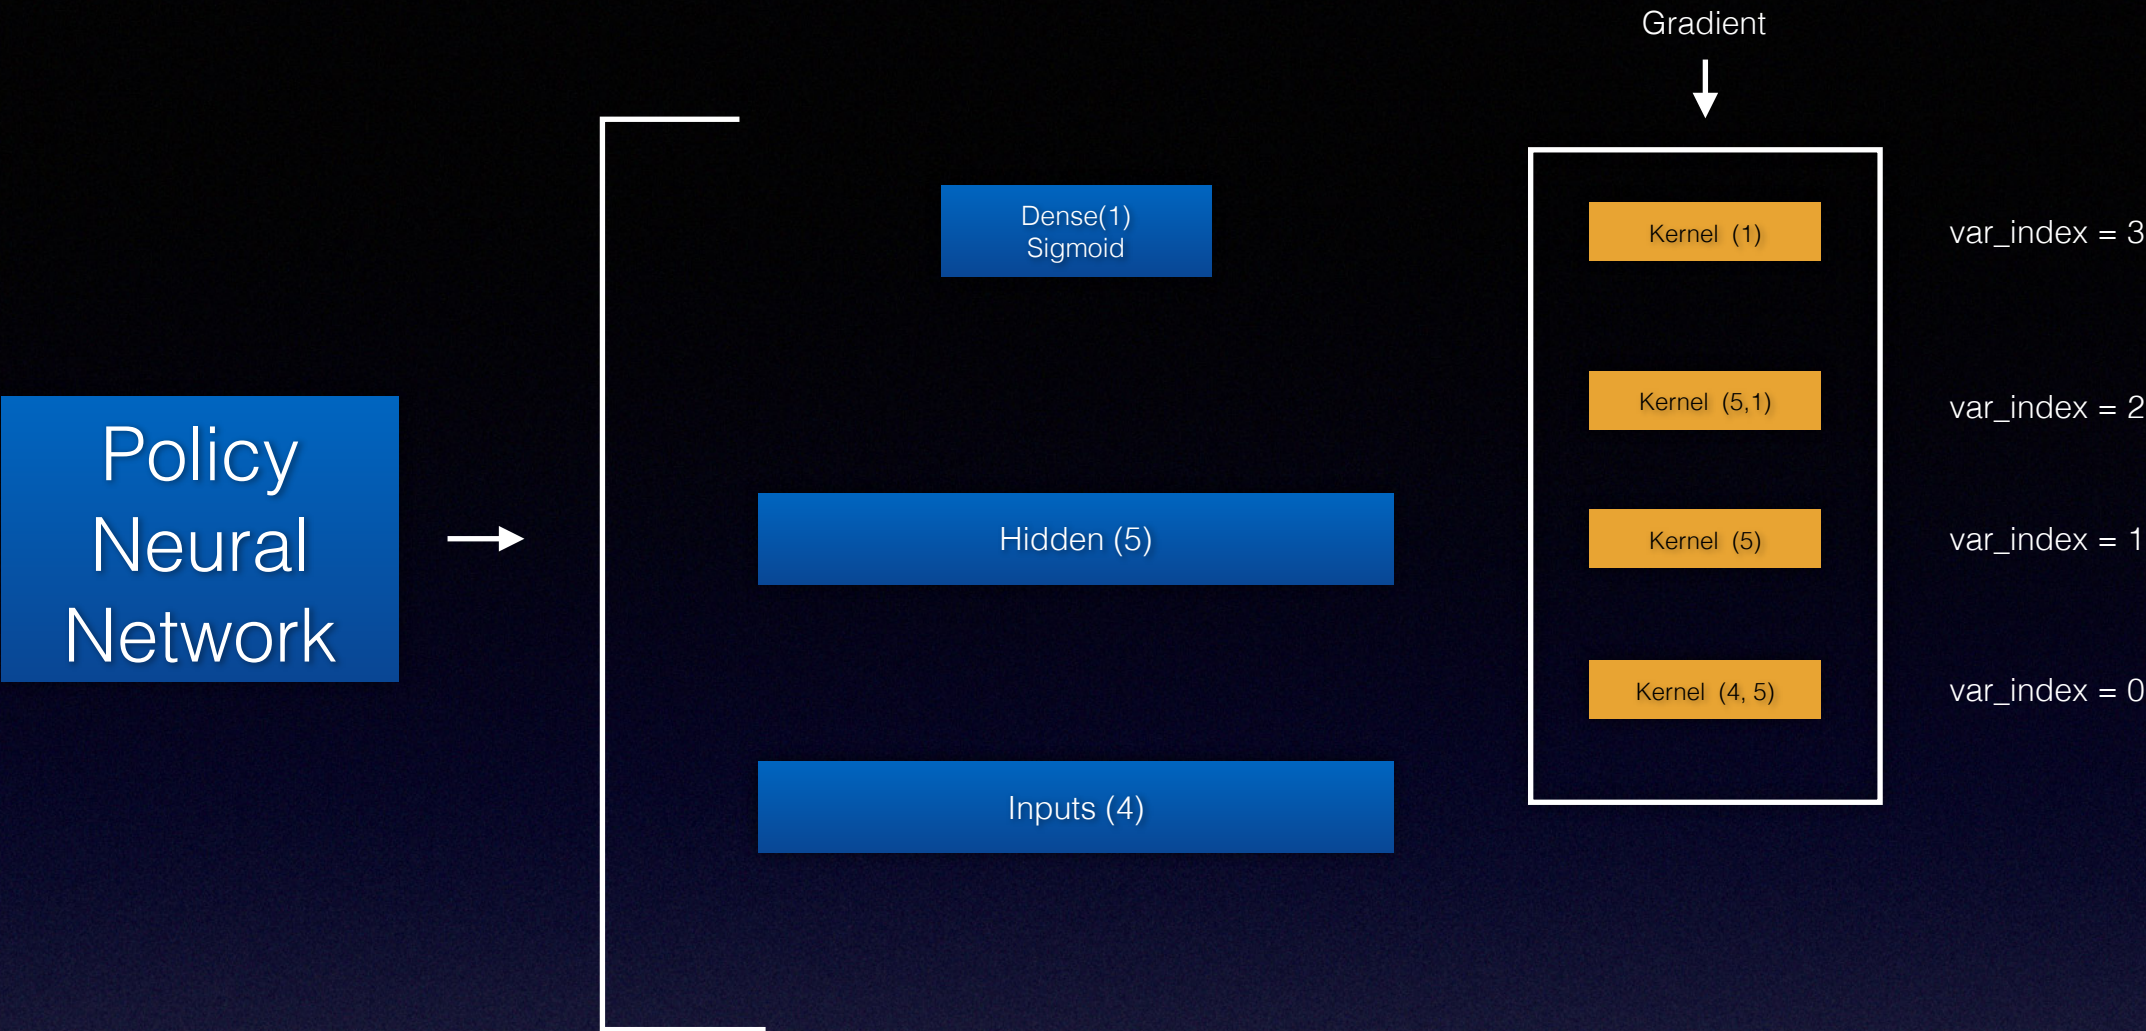 Gradient
Dense(1)
Sigmoid
Kernel (1)
var_index = 3
Kernel (5,1)
var_index = 2
Policy
Neural
Network
Hidden (5)
Kernel (5)
var_index = 1
Kernel (4, 5)
var_index = 0
Inputs (4)